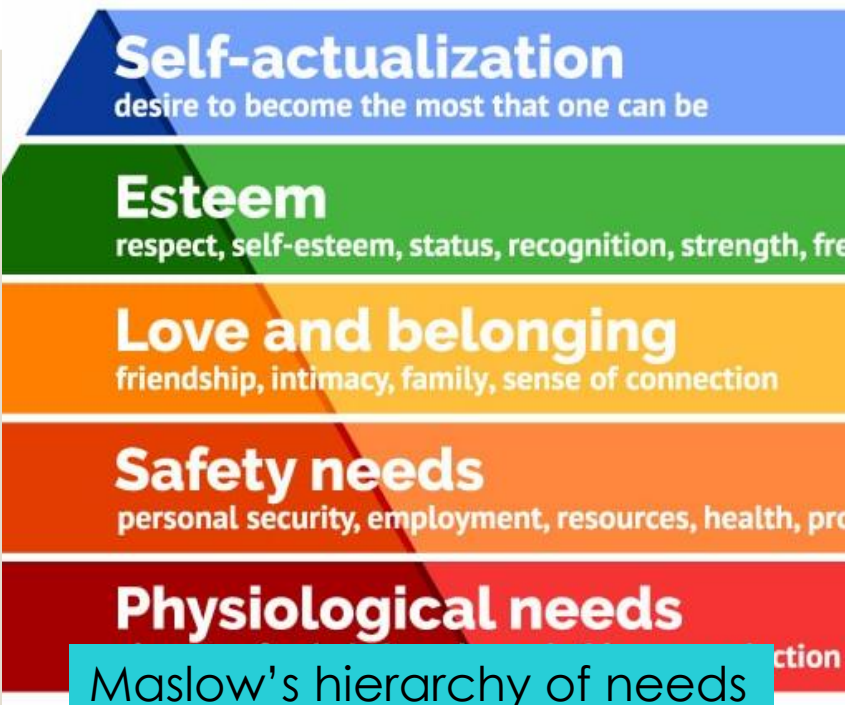 Self-actualization
desire to become the most that one can be
Esteem
respect, self-esteem, status, recognition, strength, fre
Love and belonging
friendship, intimacy, family, sense of connection
Safety needs
personal security, employment, resources, health, pro
Physiological needs
ction
Maslow’s hierarchy of needs